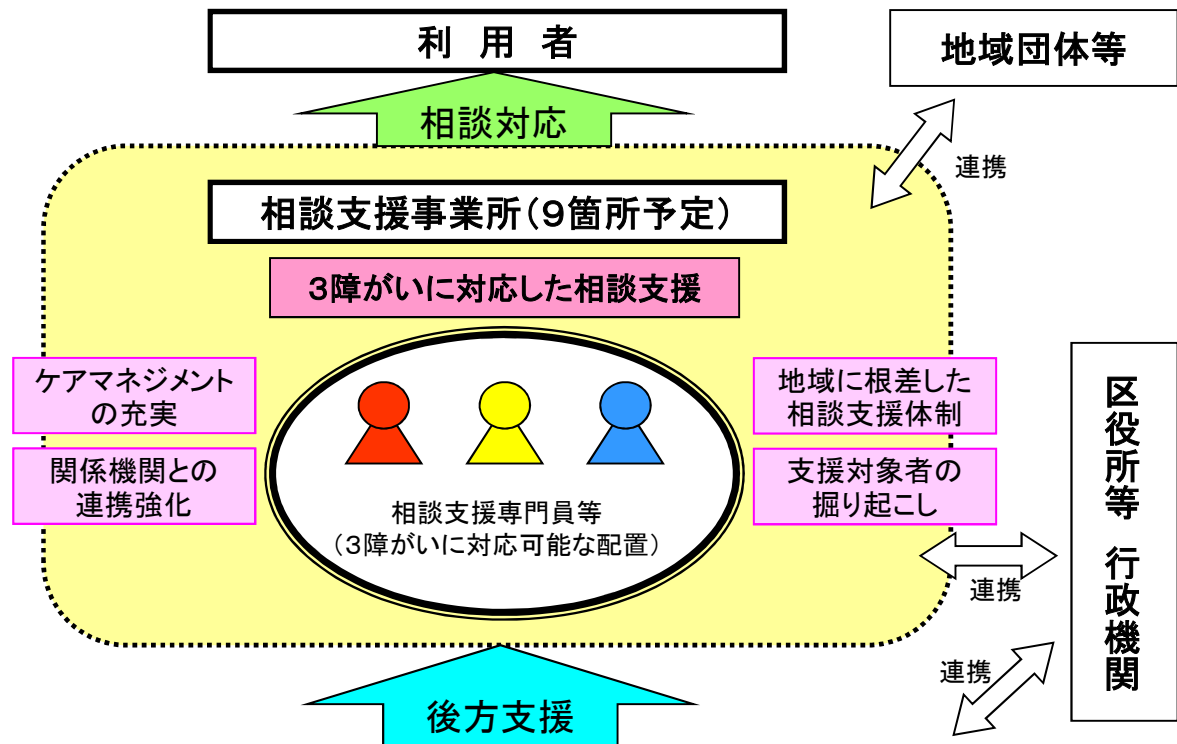 利 用 者
地域団体等
相談対応
連携
相談支援事業所（９箇所予定）
３障がいに対応した相談支援
ケアマネジメント
の充実
関係機関との
連携強化
地域に根差した
相談支援体制
支援対象者の
掘り起こし
相談支援専門員等
（３障がいに対応可能な配置）
区役所等 行政機関
連携
連携
後方支援